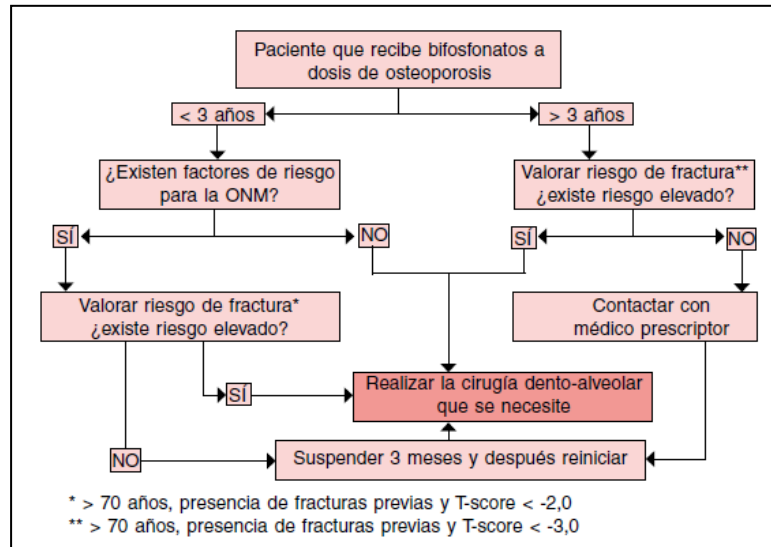 Paciente que recibe bifosfonatos a
dosis de osteoporosis
< 3 años
> 3 años
¿Existen factores de riesgo
para la ONM?
Valorar riesgo de fractura**
¿existe riesgo elevado?
SÍ
NO
SÍ
NO
Valorar riesgo de fractura*
¿existe riesgo elevado?
Contactar con
médico prescriptor
SÍ
Realizar la cirugía dento-alveolar
que se necesite
NO
Suspender 3 meses y después reiniciar
* > 70 años, presencia de fracturas previas y T-score < -2,0
** > 70 años, presencia de fracturas previas y T-score < -3,0